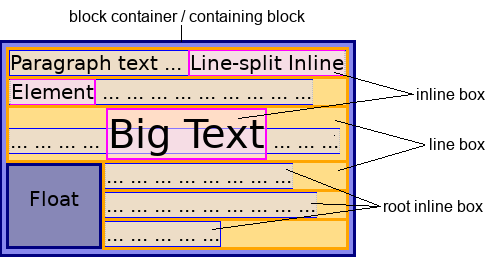 block container / containing block
Paragraph text ... Line-split Inline
Element ... ... ... ... ... ... ... ... ...
inline box
... ... ... ... Big Text ... ... ...
line box
... ... ... ... ... ... ... ...
Float
... ... ... ... ... ... ... ... ...
root inline box
... ... ... ... ...